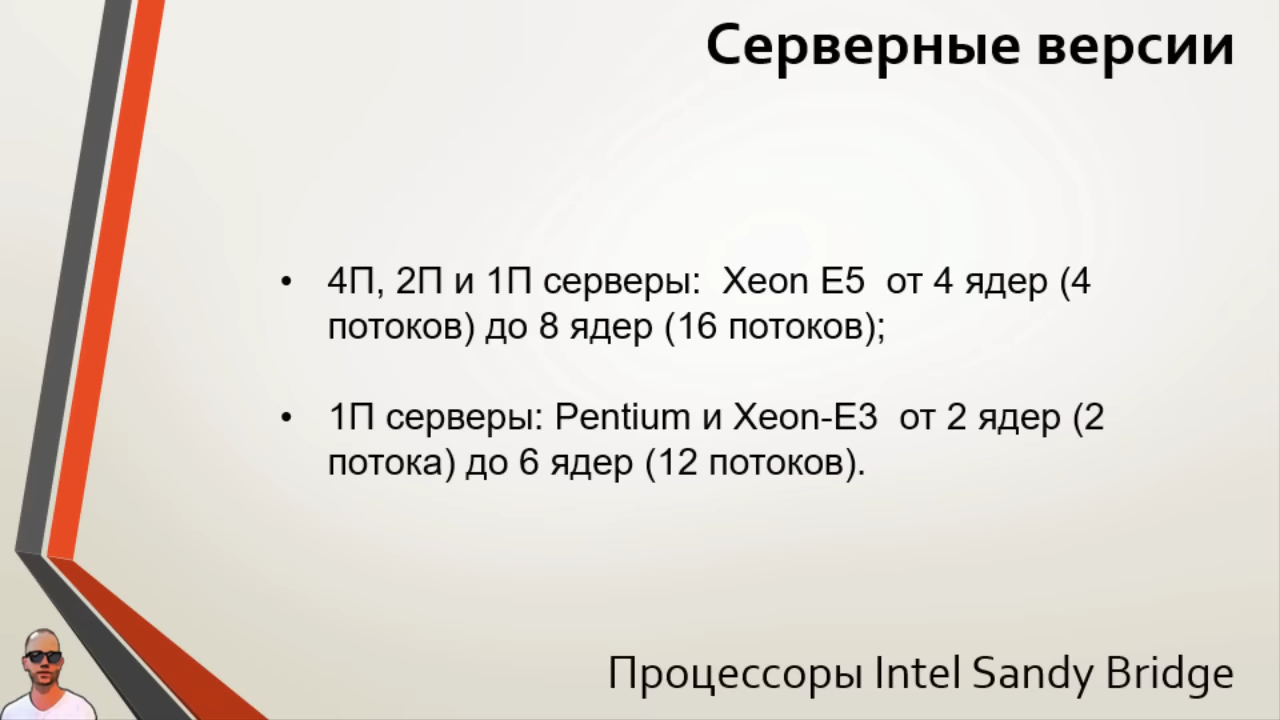 Серверные версии
• 4П, 2П и 1П серверы: Xeon E5 от 4 ядер (4
потоков) до 8 ядер (16 потоков);
• 1П серверы: Pentium и Xeon-E3 от 2 ядер (2
потока) до 6 ядер (12 потоков).
Процессоры Intel Sandy Bridge